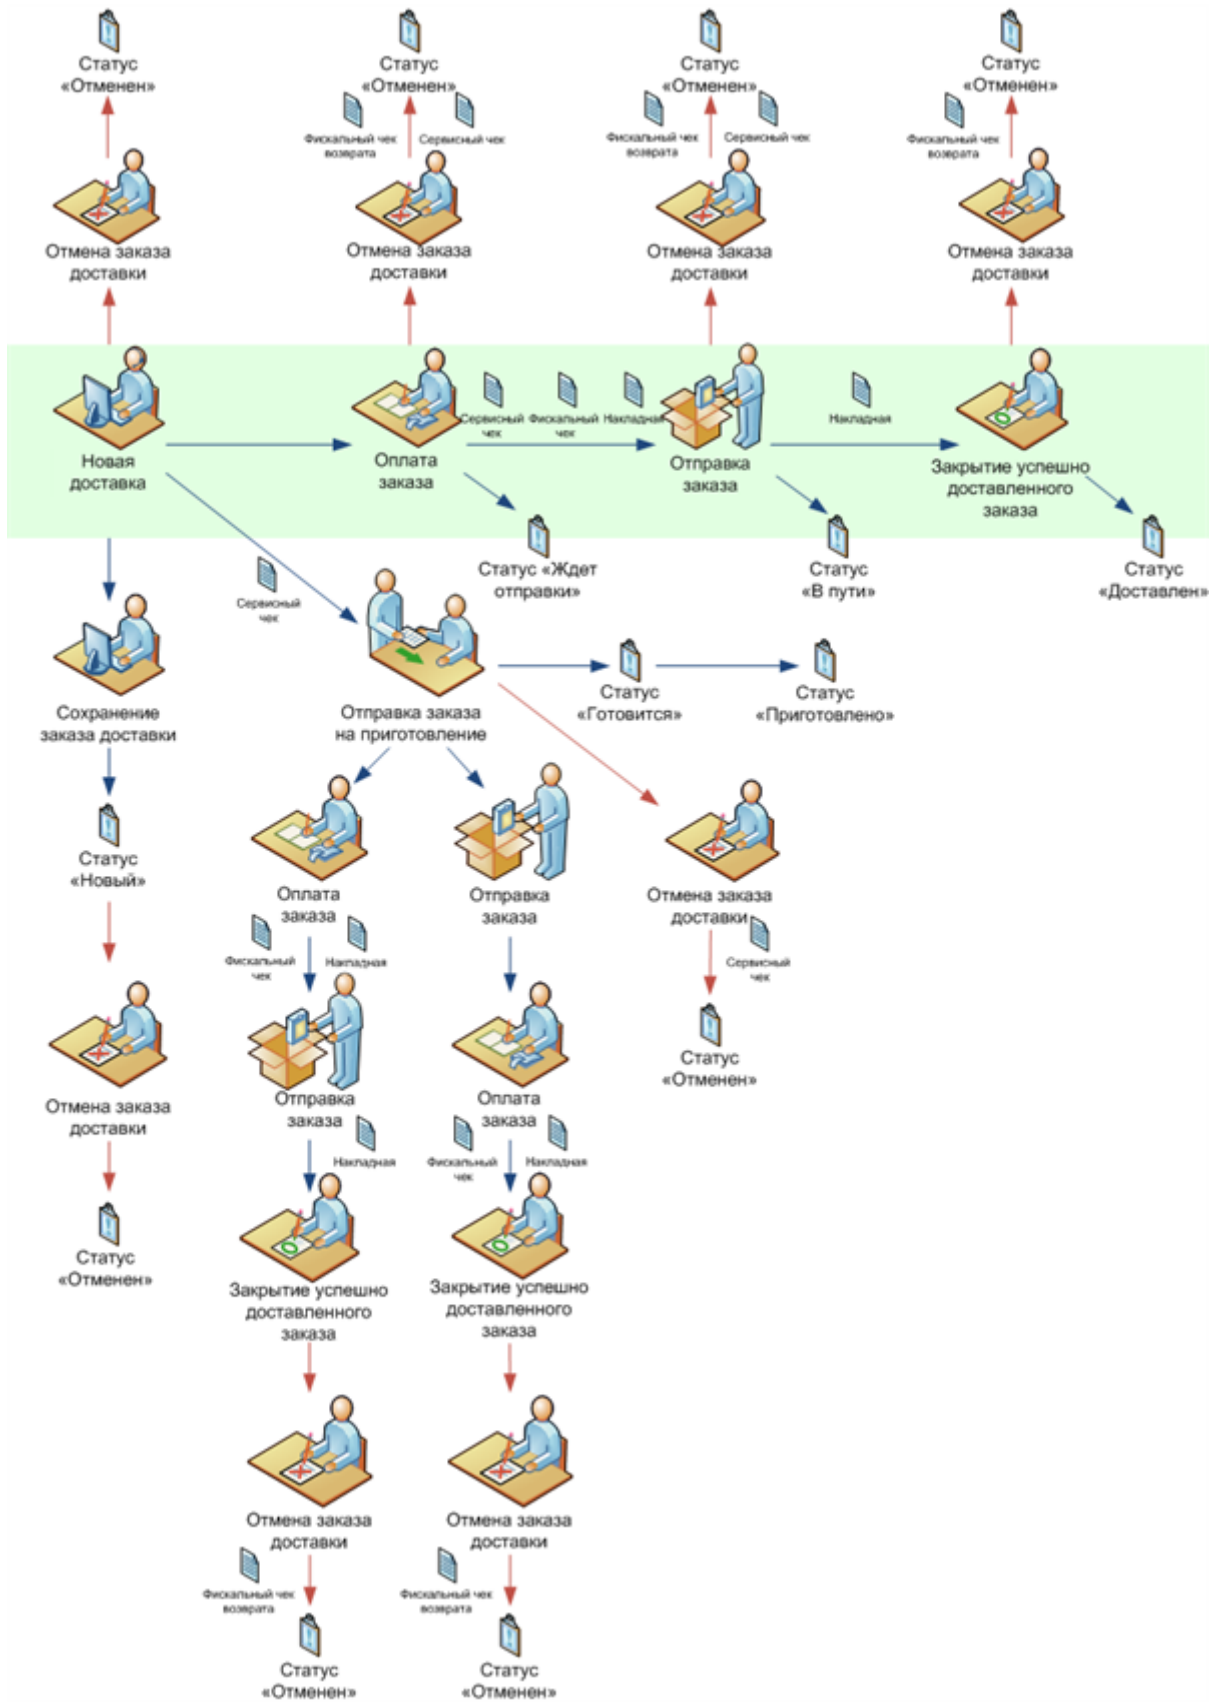 Статус
«Отменен»
Статус
«Отменен»
Статус
«Отменен»
Статус
«Отменен»
Фискальный чек
возврата
Сервисный чек
Фискальный чек
возврата
Сервисный чек
Фискальный чек
возврата
Отмена заказа
доставки
Отмена заказа
доставки
Отмена заказа
доставки
Отмена заказа
доставки
Новая
доставка
Оплата
заказа
Сервисный
чек
Фискальный
чек
Накладная
Отправка
заказа
Накладная
Закрытие успешно
доставленного
заказа
Статус «Ждет
отправки»
Статус
«В пути»
Статус
«Доставлен»
Сервисный
чек
Сохранение
заказа доставки
Отправка заказа
на приготовление
Статус
«Готовится»
Статус
«Приготовлено»
Статус
«Новый»
Оплата
заказа
Отправка
заказа
Отмена заказа
доставки
Фискальный
чек
Накладная
Сервисный
чек
Статус
«Отменен»
Отмена заказа
доставки
Отправка
заказа
Оплата
заказа
Накладная
Фискальный
чек
Накладная
Статус
«Отменен»
Закрытие успешно
доставленного
заказа
Закрытие успешно
доставленного
заказа
Отмена заказа
доставки
Отмена заказа
доставки
Фискальный чек
возврата
Фискальный чек
возврата
Статус
«Отменен»
Статус
«Отменен»